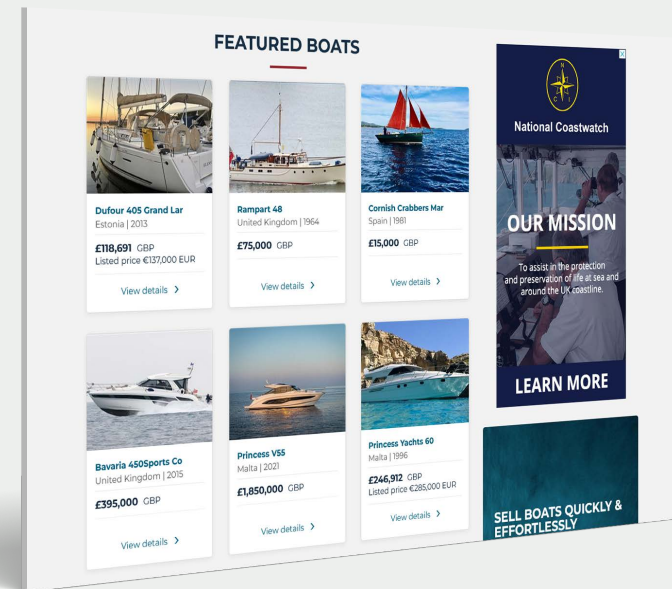 FEATURED BOATS
Dufour 405 Grand Lar
Estonia | 2013
£118,691 GBP
Listed price €137,000 EUR
View details
Rampart 48
United Kingdom | 1964
£75,000 GBP
View details
Cornish Crabbers Mar
Spain | 1981
£15,000 GBP
View details
Bavaria 450Sports Co
United Kingdom | 2015
£395,000 GBP
View details
Princess V55
Malta | 2021
£1,850,000 GBP
View details
Princess Yachts 60
Malta | 1996
£246,912 GBP
Listed price €285,000 EUR
View details
N
C I
National Coastwatch
OUR MISSION
To assist in the protection
and preservation of life at sea and
around the UK coastline.
LEARN MORE
SELL BOATS QUICKLY &
EFFORTLESSLY